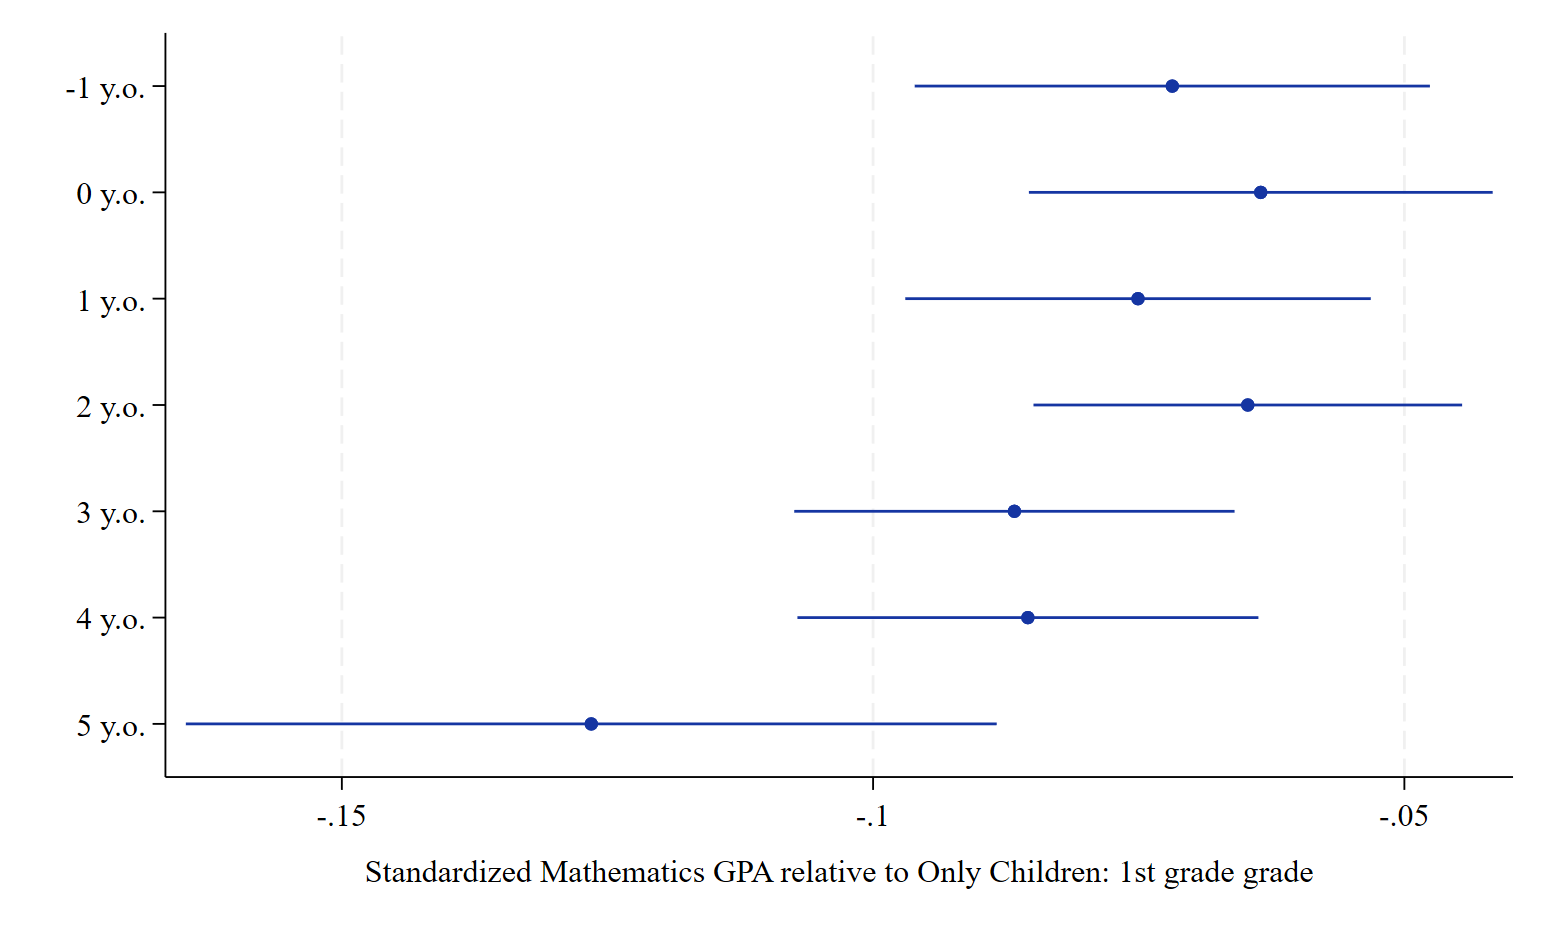 -1 y.o.
0 y.o.
1 y.o.
2 y.o.
3 y.o.
4 y.o.
5 y.o.
-.15 -.1 -.05
Standardized Mathematics GPA relative to Only Children: 1st grade grade